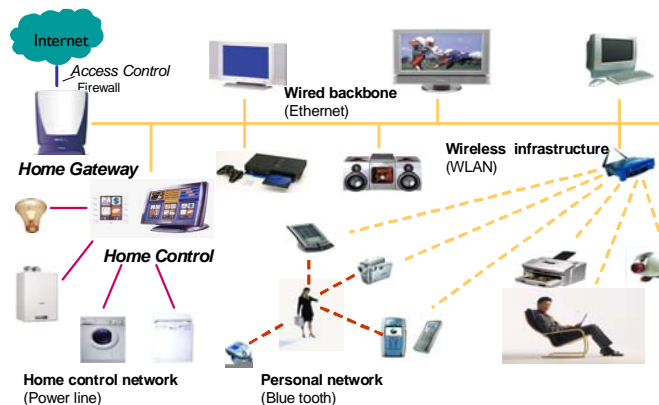 Internet
Access Control
Firewall
Wired backbone
(Ethernet)
Wireless infrastructure
(WLAN)
Home Gateway
Home Control
Home control network
(Power line)
Personal network
(Blue tooth)